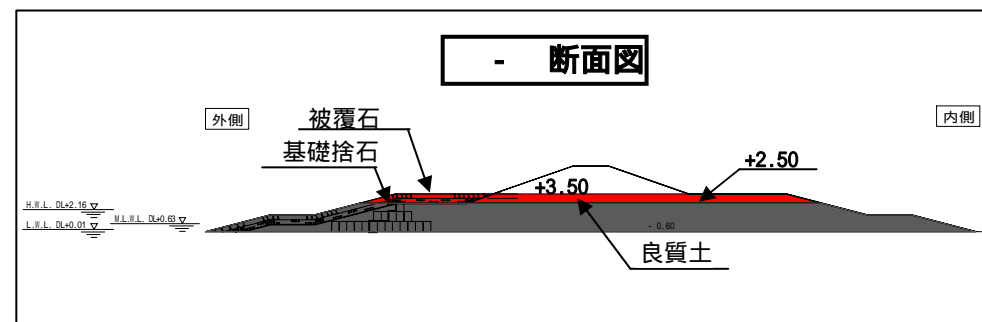 - 断面図
外側
内側
被覆石
基礎捨石
+2.50
+3.50
H.W.L. DL+2.16
M.L.W.L. DL+0.63
L.W.L. DL+0.01
- 0.60
良質土